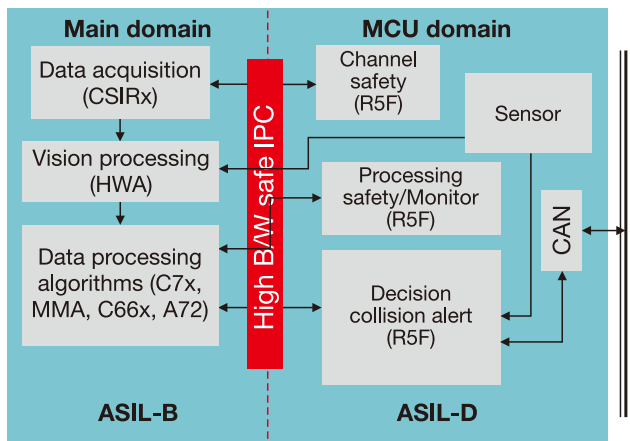 Main domain
MCU domain
Data acquisition
(CSIRx)
Channel
safety
(R5F)
Sensor
Vision processing
(HWA)
High B/W safe IPC
Processing
safety/Monitor
(R5F)
CAN
Data processing
algorithms (C7x,
MMA, C66x, A72)
Decision
collision alert
(R5F)
ASIL-B
ASIL-D